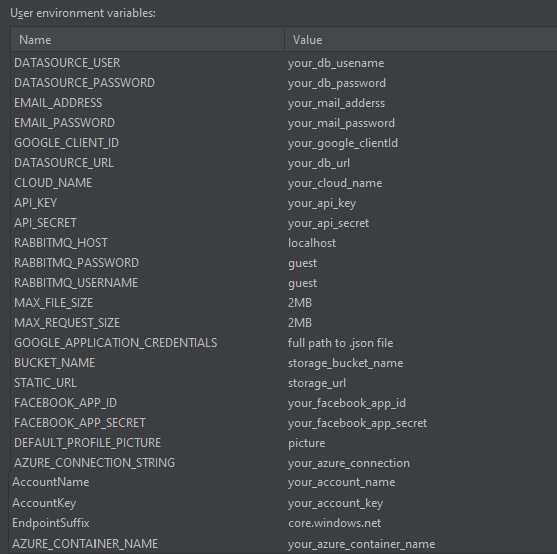 User environment variables:
Name Value
DATASOURCE_USER your_db_usename
DATASOURCE_PASSWORD your_db_password
EMAIL_ADDRESS your_mail_adderss
EMAIL_PASSWORD your_mail_password
GOOGLE_CLIENT_ID your_google_clientId
DATASOURCE_URL your_db_url
CLOUD_NAME your_cloud_name
API_KEY your_api_key
API_SECRET your_api_secret
RABBITMQ_HOST localhost
RABBITMQ_PASSWORD guest
RABBITMQ_USERNAME guest
MAX_FILE_SIZE 2MB
MAX_REQUEST_SIZE 2MB
GOOGLE_APPLICATION_CREDENTIALS full path to .json file
BUCKET_NAME storage_bucket_name
STATIC_URL storage_url
FACEBOOK_APP_ID your_facebook_app_id
FACEBOOK_APP_SECRET your_facebook_app_secret
DEFAULT_PROFILE_PICTURE picture
AZURE_CONNECTION_STRING your_azure_connection
AccountName your_account_name
AccountKey your_account_key
EndpointSuffix core.windows.net
AZURE_CONTAINER_NAME your_azure_container_name